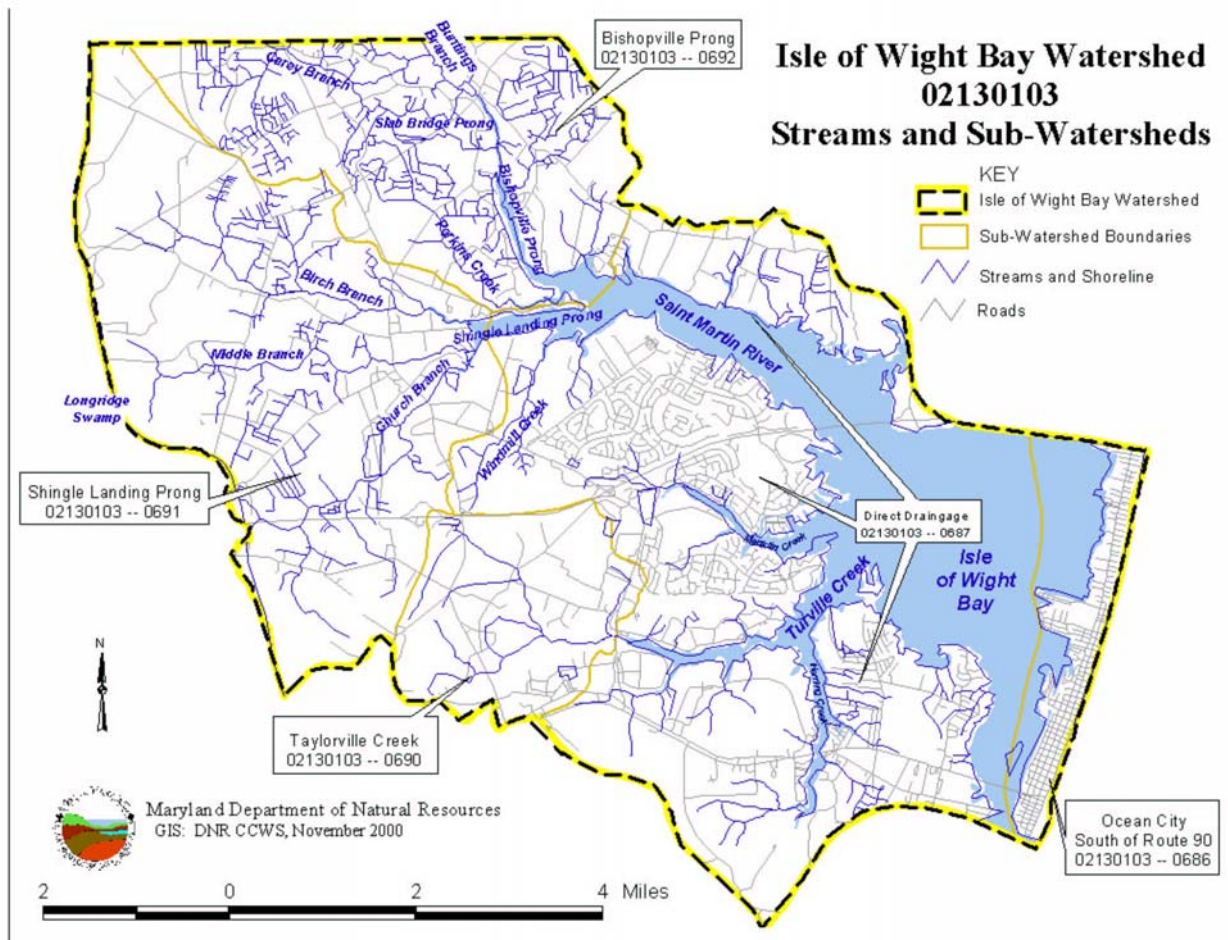 Isle of Wight Bay Watershed
02130103
Streams and Sub-Watersheds
KEY
Isle of Wight Bay Watershed
Sub-Watershed Boundaries
Streams and Shoreline
Roads
Bishopville Prong
02130103 -- 0692
Buntings
Branch
Carey Branch
Slab Bridge Prong
Bishopville Prong
Perkins Creek
Birch Branch
Shingle Landing Prong
Saint Martin River
Middle Branch
Church Branch
Longridge
Swamp
Windmill Creek
Shingle Landing Prong
02130103 -- 0691
Direct Draingage
02130103 -- 0687
Manklin Creek
Isle
of Wight
Bay
Turville Creek
Herring Creek
N
Taylorville Creek
02130103 -- 0690
Maryland Department of Natural Resources
GIS: DNR CCWS, November 2000
Ocean City
South of Route 90
02130103 -- 0686
2 0 2 4 Miles